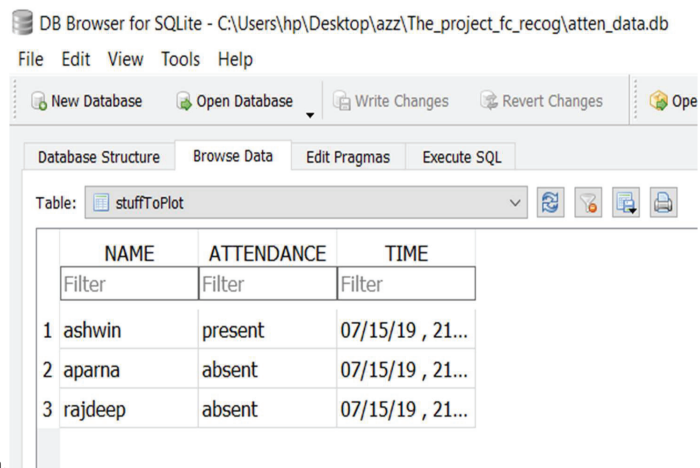 DB Browser for SQLite - C:\Users\hp\Desktop\azz\The_project_fc_recog\atten_data.db
File Edit View Tools Help
New Database Open Database Write Changes Revert Changes Ope
Database Structure Browse Data Edit Pragmas Execute SQL
Table: stuffToPlot
NAME ATTENDANCE TIME
Filter Filter Filter
1 ashwin present 07/15/19 , 21...
2 aparna absent 07/15/19 , 21...
3 rajdeep absent 07/15/19 , 21...